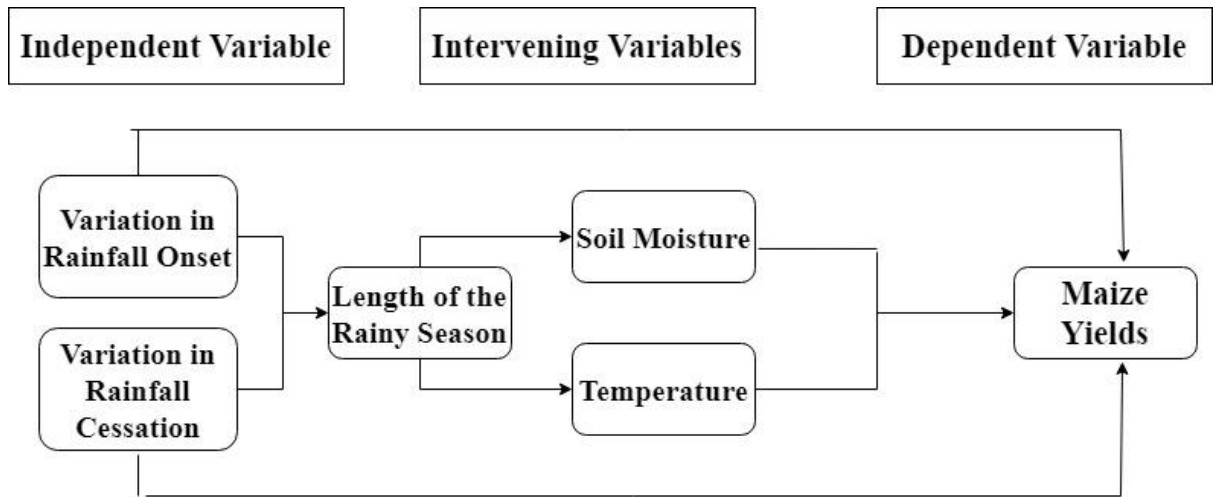 Independent Variable
Intervening Variables
Dependent Variable
Variation in
Rainfall Onset
Variation in
Rainfall
Cessation
Length of the
Rainy Season
Soil Moisture
Temperature
Maize
Yields